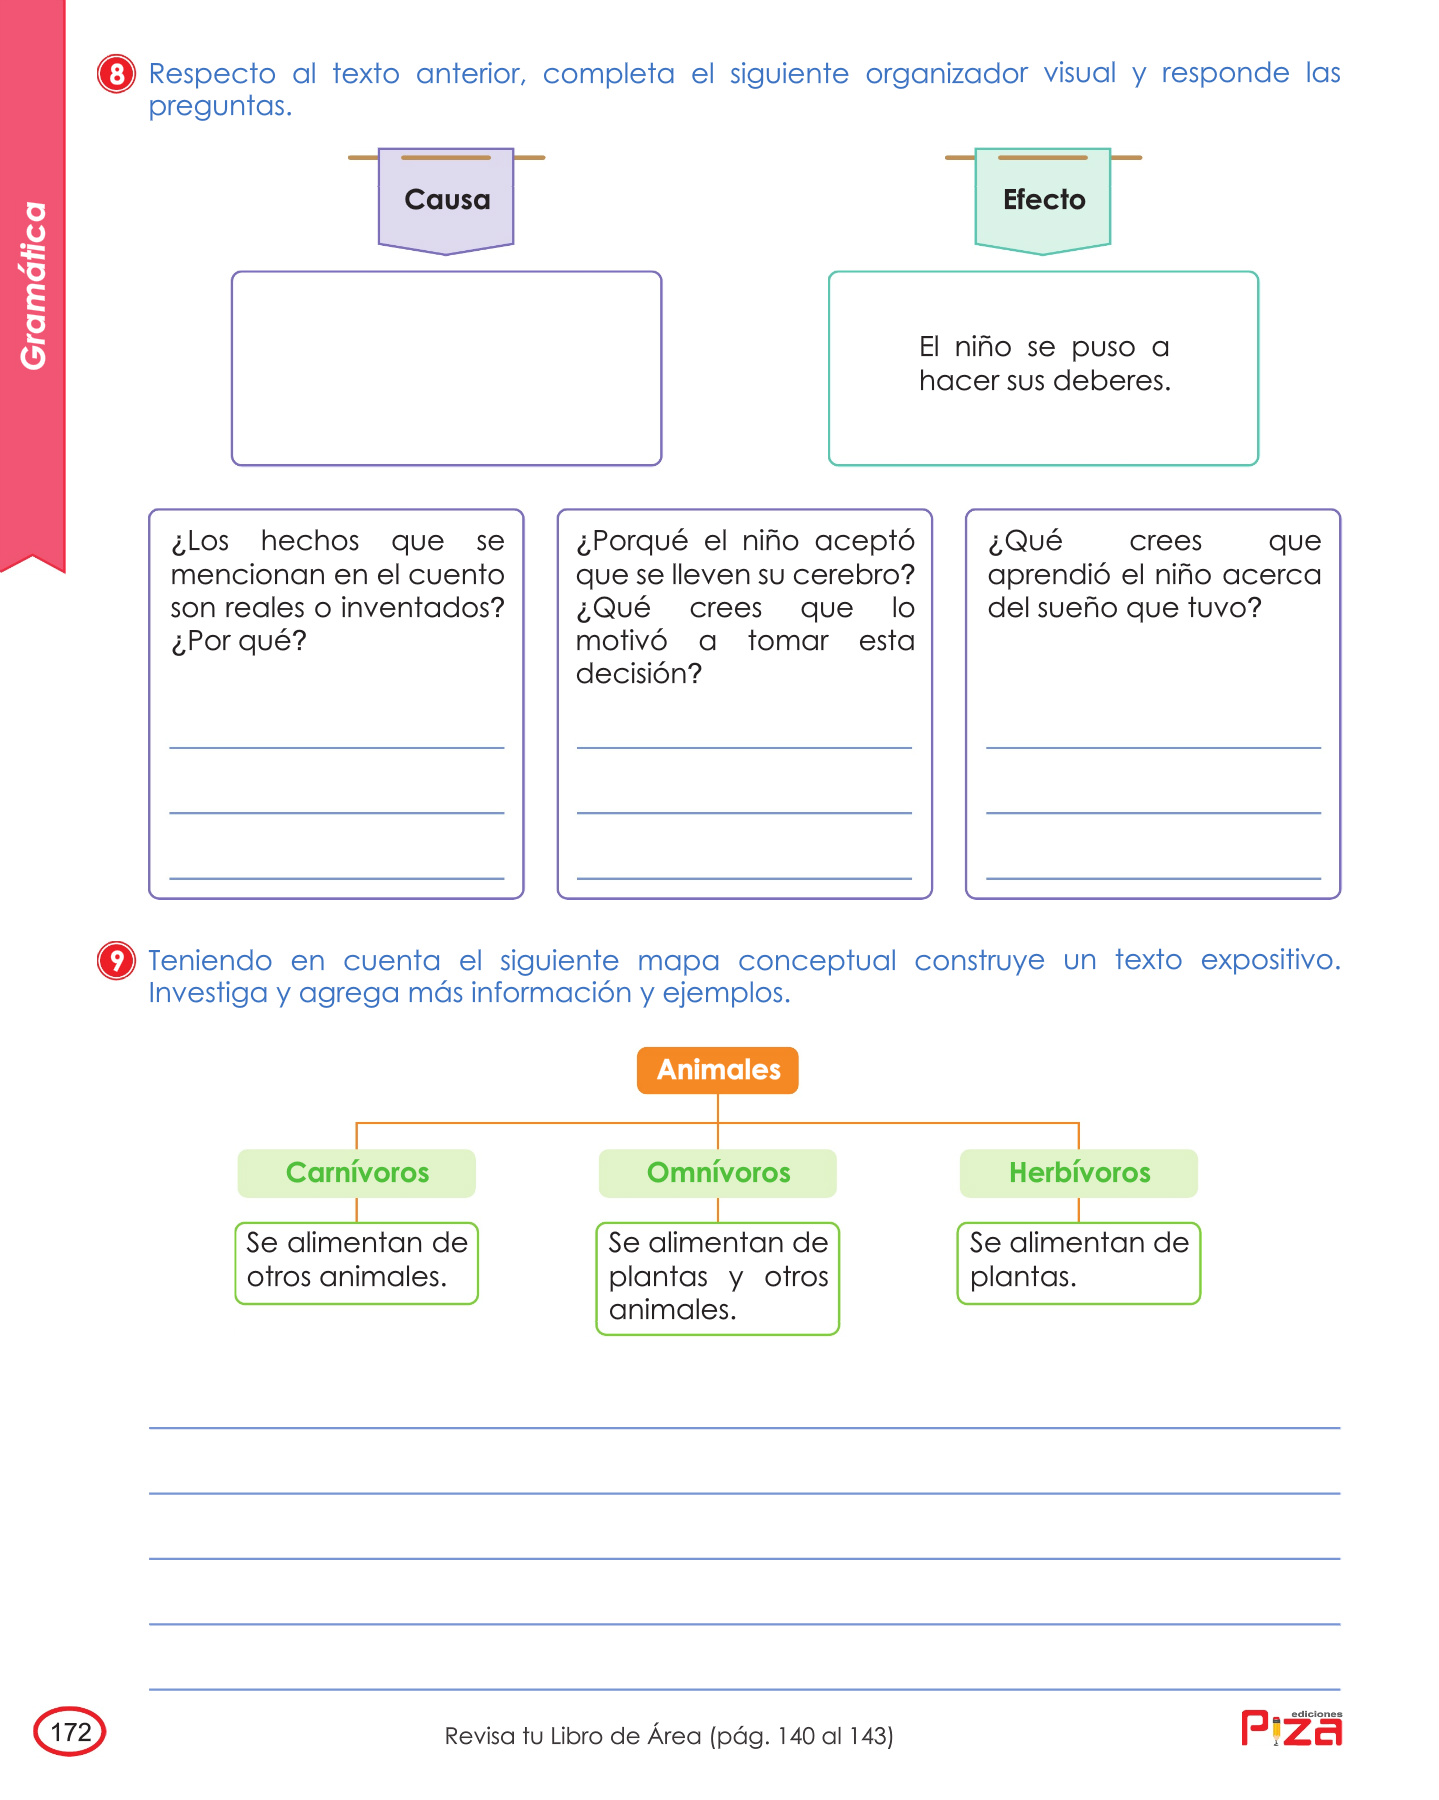 Gramática
8 Respecto al texto anterior, completa el siguiente organizador visual y responde las
preguntas.
Causa
Efecto
El niño se puso a
hacer sus deberes.
¿Los hechos que se
mencionan en el cuento
son reales o inventados?
¿Por qué?
¿Porqué el niño aceptó
que se lleven su cerebro?
¿Qué crees que lo
motivó a tomar esta
decisión?
¿Qué crees que
aprendió el niño acerca
del sueño que tuvo?
9 Teniendo en cuenta el siguiente mapa conceptual construye un texto expositivo.
Investiga y agrega más información y ejemplos.
Animales
Carnívoros
Omnívoros
Herbívoros
Se alimentan de
otros animales.
Se alimentan de
plantas y otros
animales.
Se alimentan de
plantas.
172
Revisa tu Libro de Área (pág. 140 al 143)
ediciones
Piza